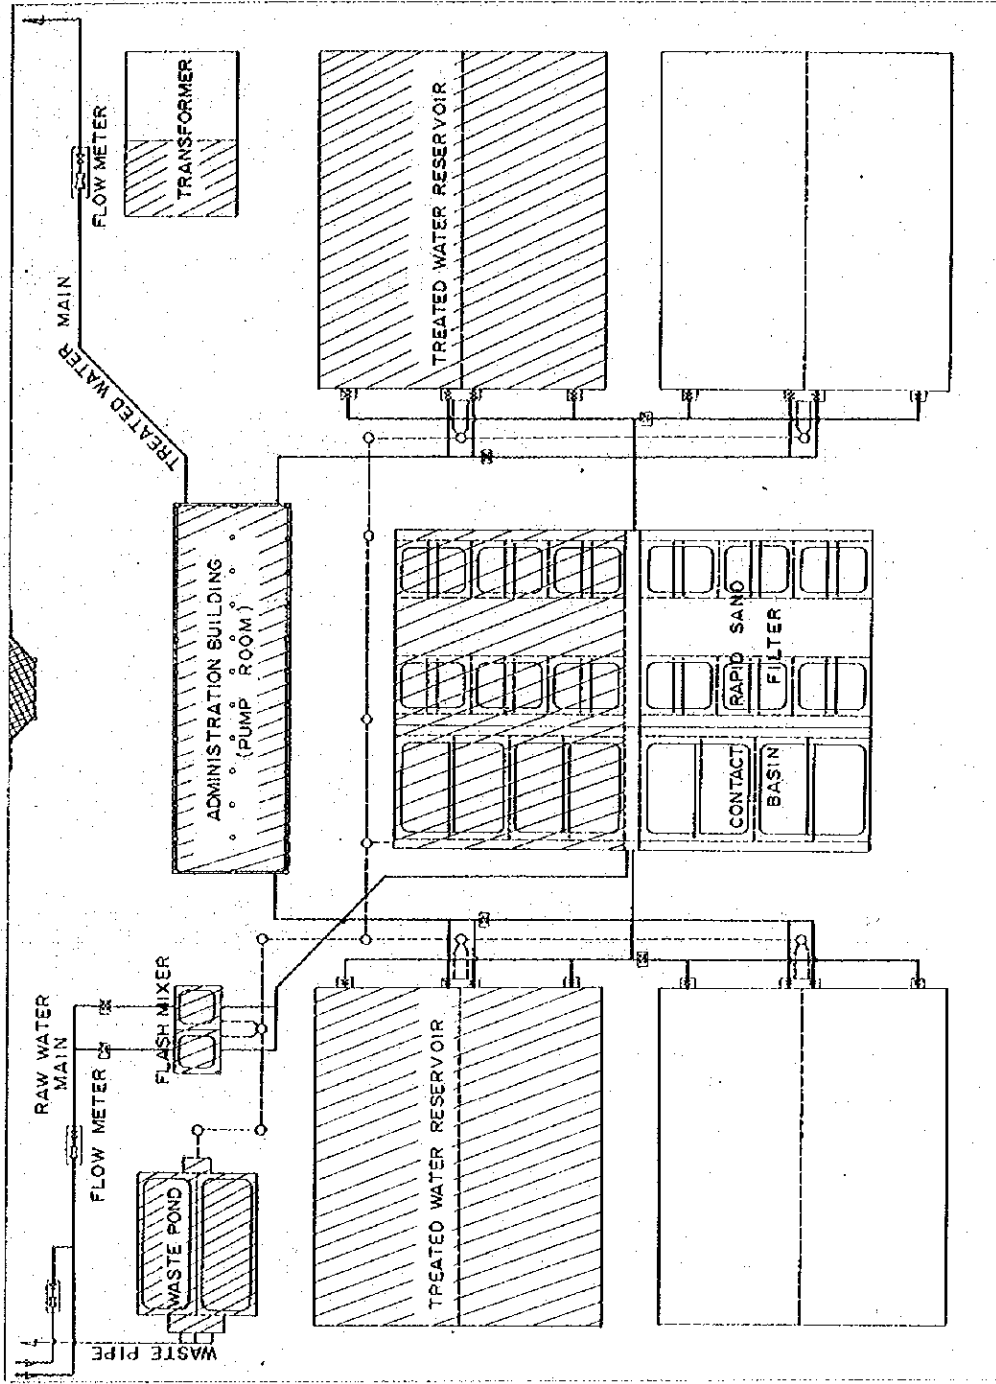 WASTE PIPE
WASTE POND
FLOW METER
RAW WATER
MAIN
FLASH MIXER
ADMINISTRATION BUILDING
(PUMP ROOM)
TREATED WATER MAIN
FLOW METER
TRANSFORMER
TREATED WATER RESERVOIR
CONTACT
BASIN
RAPID SAND
FILTER
TREATED WATER RESERVOIR